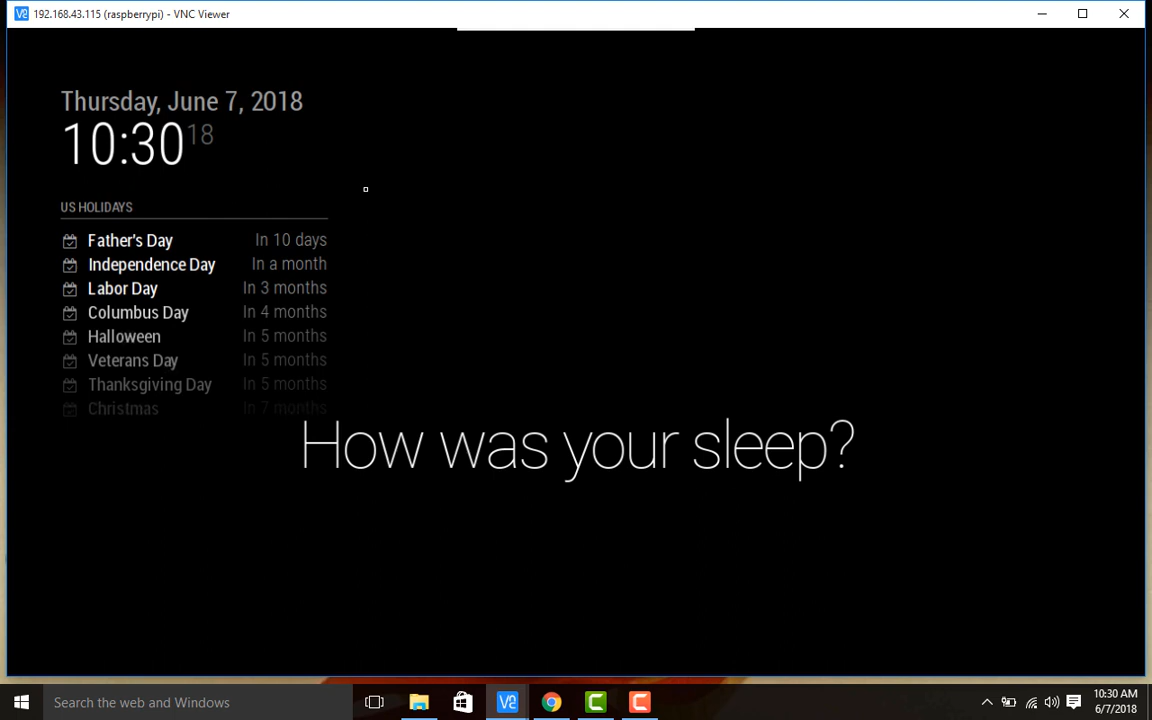 192.168.43.115 (raspberrypi) - VNC Viewer
Thursday, June 7, 2018
10:30 18
US HOLIDAYS
Father's Day In 10 days
Independence Day In a month
Labor Day In 3 months
Columbus Day In 4 months
Halloween In 5 months
Veterans Day In 5 months
Thanksgiving Day In 5 months
Christmas In 7 months
How was your sleep?
Search the web and Windows
10:30 AM
6/7/2018